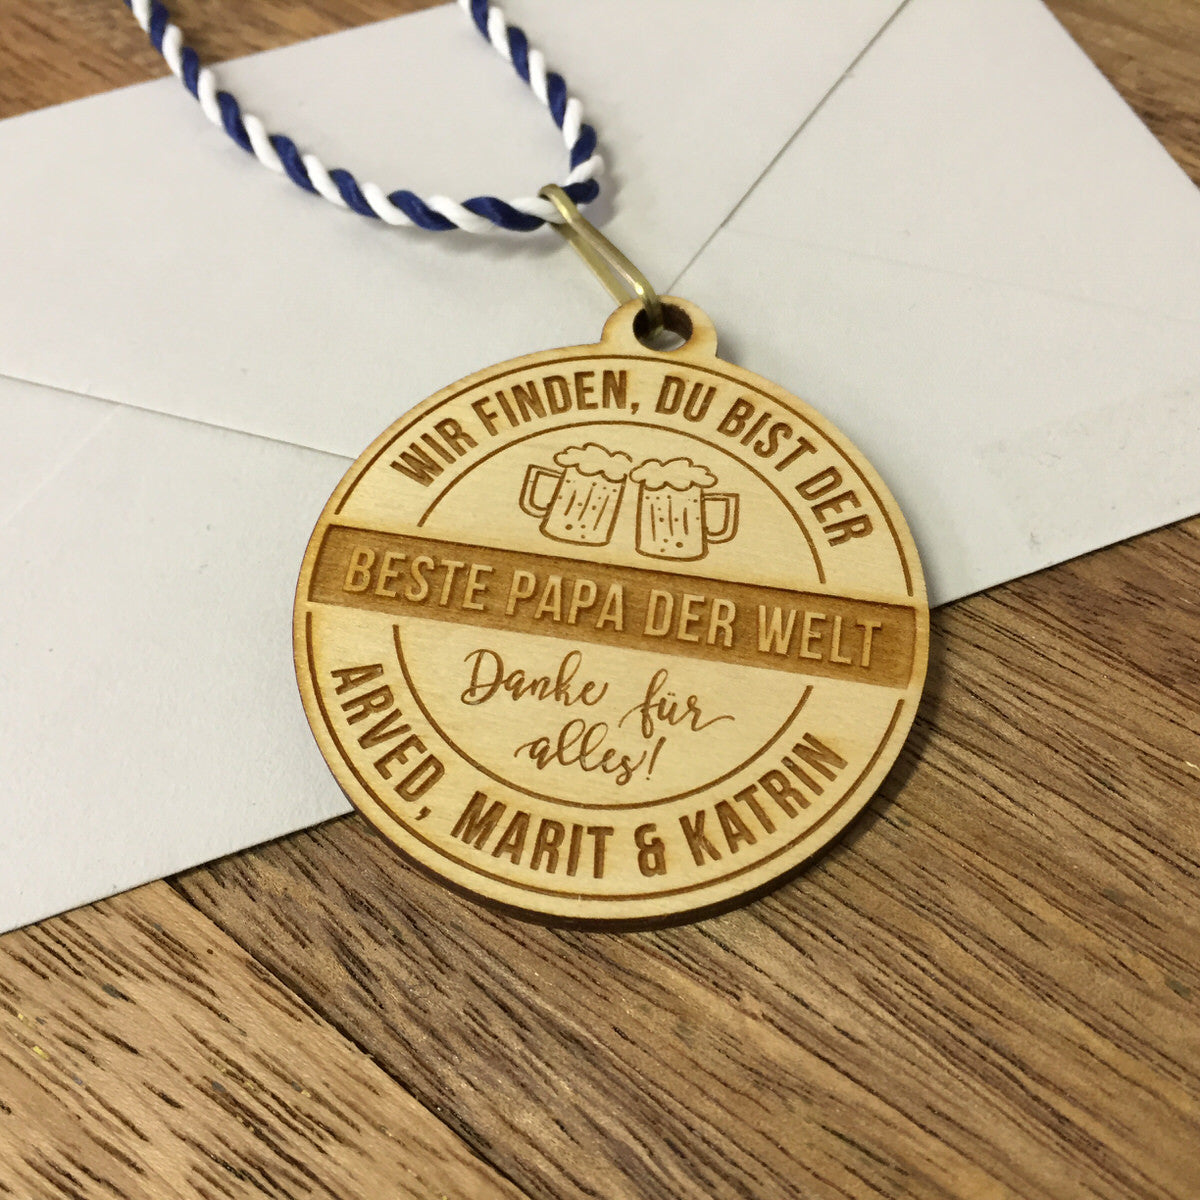 WIR FINDEN, DU BIST DER
BESTE PAPA DER WELT
Danke für
alles!
ARVED, MARIT & KATRIN